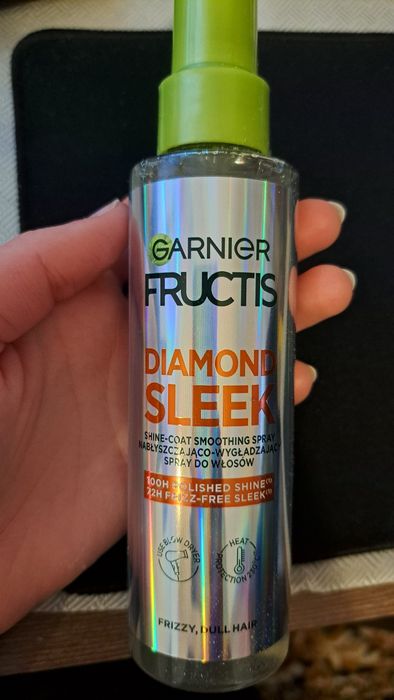 GARNIER
FRUCTIS
DIAMOND
SLEEK
SHINE-COAT SMOOTHING SPRAY
NABŁYSZCZAJĄCO-WYGŁADZAJĄCY
SPRAY DO WŁOSÓW
100H POLISHED SHINE
72H FRIZZ-FREE SLEEK
USE BLOW DRYER
HEAT
PROTECTION
FRIZZY, DULL HAIR